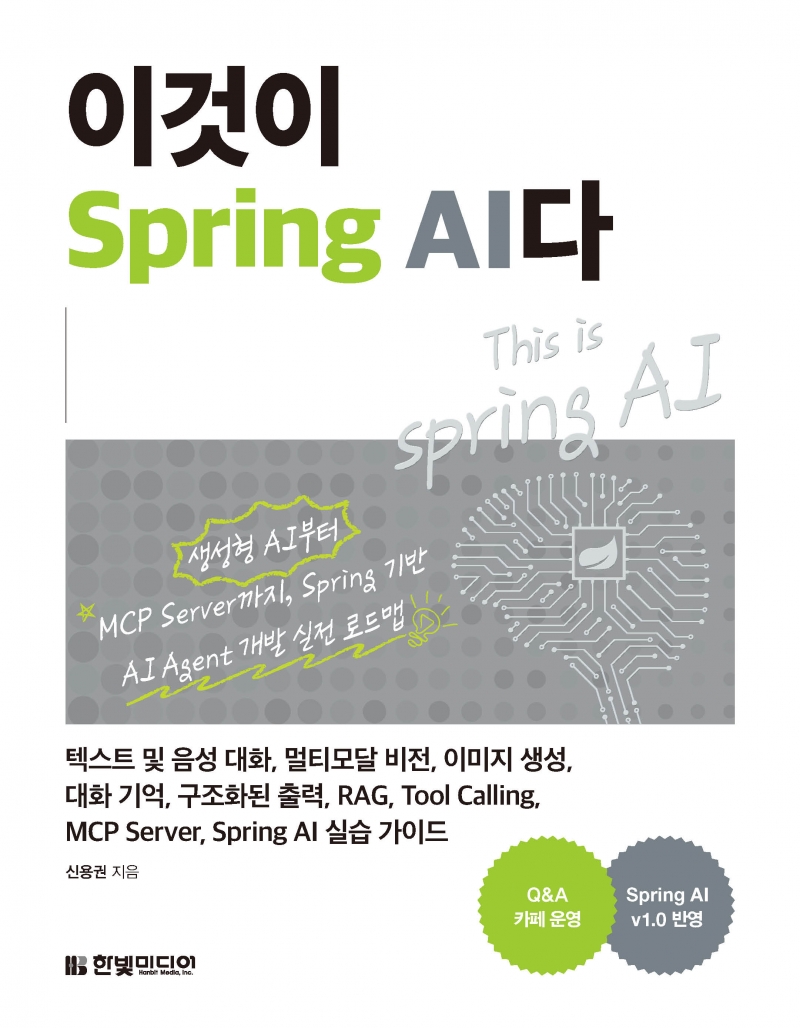 이것이
Spring AI다
This is
spring AI
생성형 AI부터
MCP Server까지, Spring 기반
AI Agent 개발 실전 로드맵
텍스트 및 음성 대화, 멀티모달 비전, 이미지 생성,
대화 기억, 구조화된 출력, RAG, Tool Calling,
MCP Server, Spring AI 실습 가이드
신용권 지음
Q&A
카페 운영
Spring AI
v1.0 반영
한빛미디어
Hanbit Media, Inc.